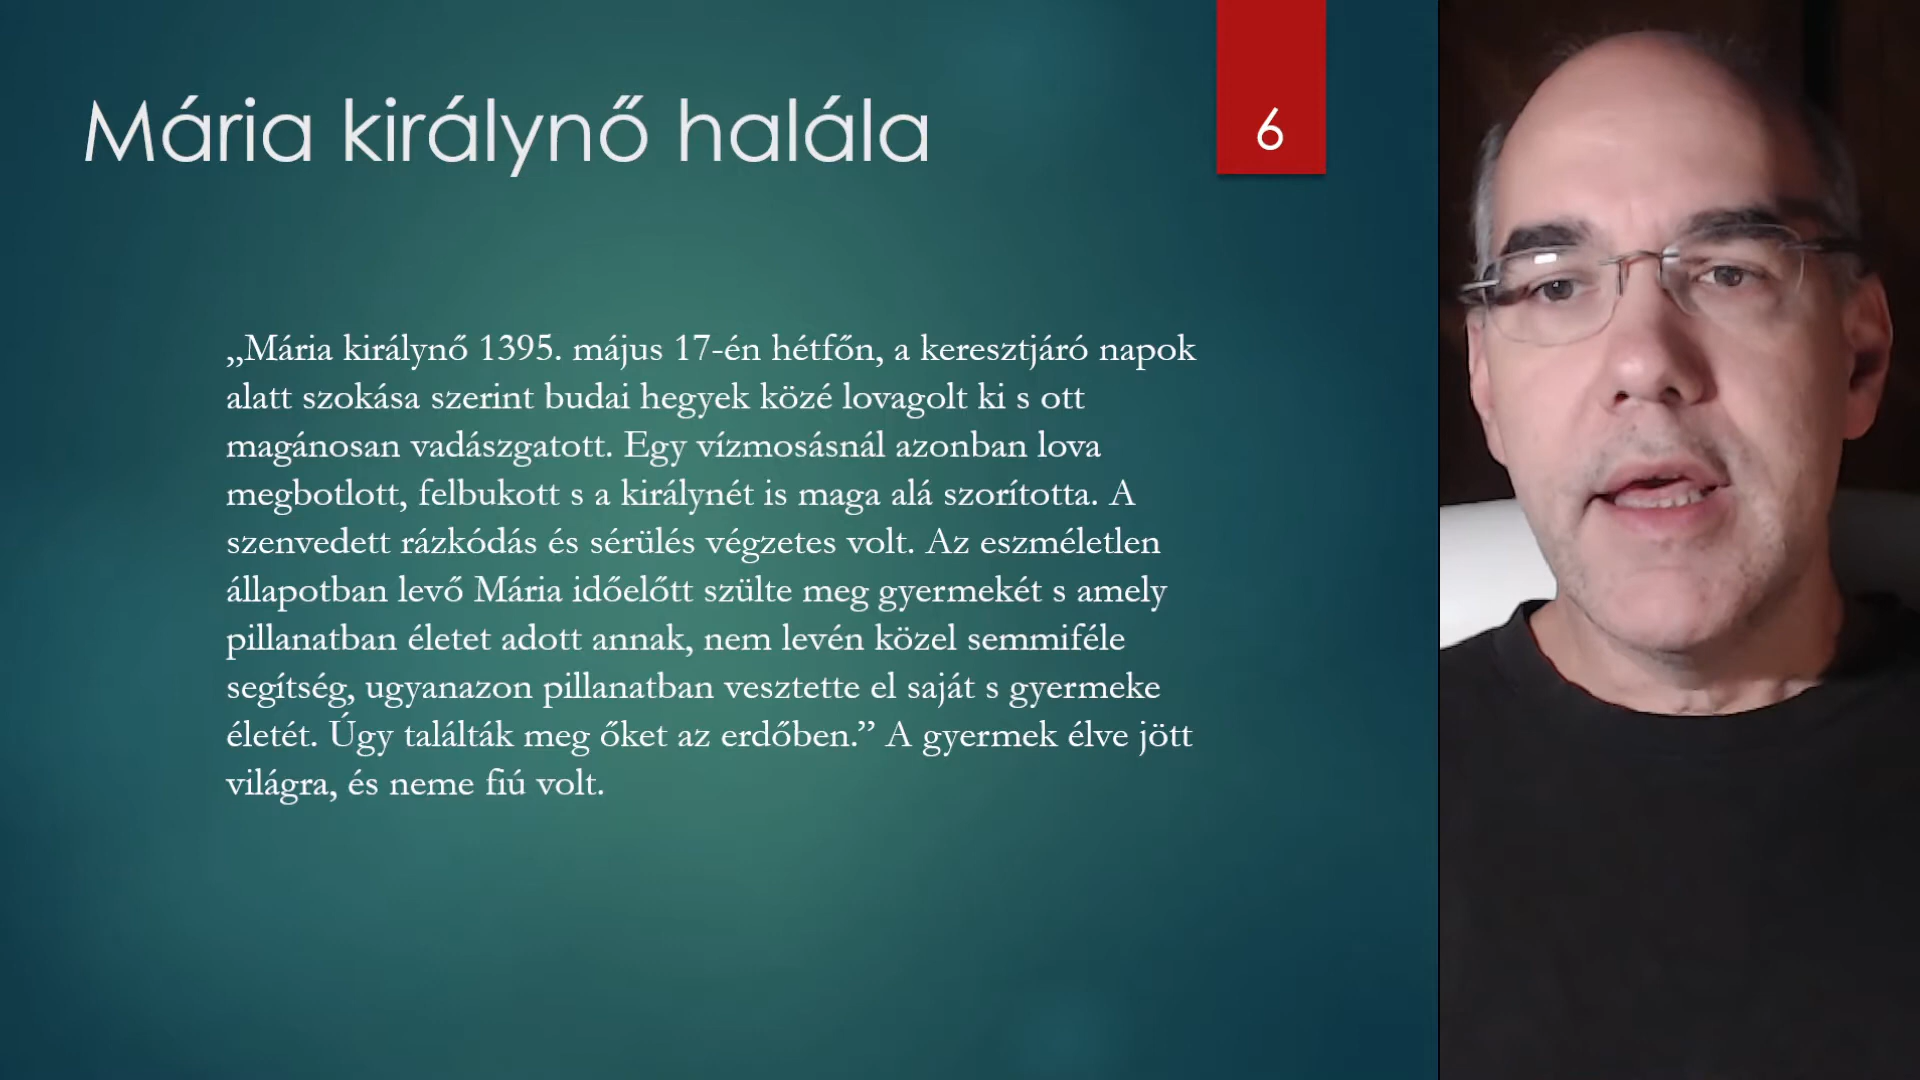 Mária királynő halála
6
„Mária királynő 1395. május 17-én hétfőn, a keresztjáró napok
alatt szokása szerint budai hegyek közé lovagolt ki s ott
magánosan vadászgatott. Egy vízmosásnál azonban lova
megbotlott, felbukott s a királynét is maga alá szorította. A
szenvedett rázkódás és sérülés végzetes volt. Az eszméletlen
állapotban levő Mária időelőtt szülte meg gyermekét s amely
pillanatban életet adott annak, nem levén közel semmiféle
segítség, ugyanazon pillanatban vesztette el saját s gyermeke
életét. Úgy találták meg őket az erdőben.” A gyermek élve jött
világra, és neme fiú volt.